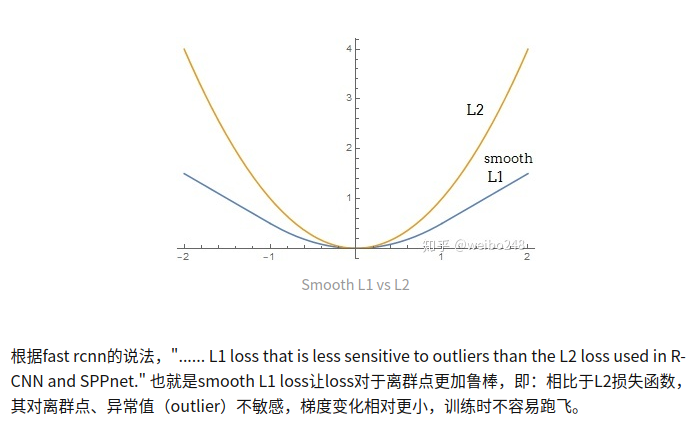 4
3
L2
2
smooth
L1
1
知乎 @weibo248
-2
-1
1
2
Smooth L1 vs L2
根据fast rcnn的说法，"...... L1 loss that is less sensitive to outliers than the L2 loss used in R-
CNN and SPPnet." 也就是smooth L1 loss让loss对于离群点更加鲁棒，即：相比于L2损失函数，
其对离群点、异常值（outlier）不敏感，梯度变化相对更小，训练时不容易跑飞。